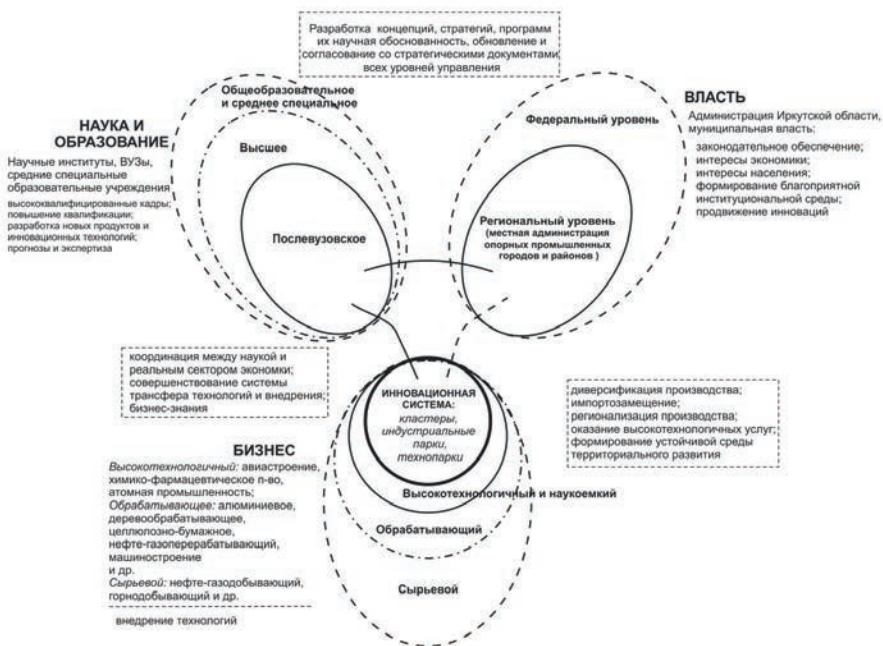 Разработка концепций, стратегий, программ
их научная обоснованность, обновление и
согласование со стратегическими документами
всех уровней управления
Общеобразовательное
и среднее специальное
Высшее
Послевузовское
НАУКА И
ОБРАЗОВАНИЕ
Научные институты, ВУЗы,
средние специальные
образовательные учреждения
высококвалифицированные кадры;
повышение квалификации;
разработка новых продуктов и
инновационных технологий;
прогнозы и экспертиза
Федеральный уровень
Региональный уровень
(местная администрация
опорных промышленных
городов и районов )
ВЛАСТЬ
Администрация Иркутской области,
муниципальная власть:
законодательное обеспечение;
интересы экономики;
интересы населения;
формирование благоприятной
институциональной среды;
продвижение инноваций
координация между наукой и
реальным сектором экономки;
совершенствование системы
трансфера технологий и внедрения;
бизнес-знания
ИННОВАЦИОННАЯ
СИСТЕМА:
кластеры,
индустриальные
парки,
технопарки
Высокотехнологичный и наукоемкий
Обрабатывающий
Сырьевой
диверсификация производства;
импортозамещение;
регионализация производства;
оказание высокотехнологичных услуг;
формирование устойчивой среды
территориального развития
БИЗНЕС
Высокотехнологичный: авиастроение,
химико-фармацевтическое п-во,
атомная промышленность;
Обрабатывающее: алюминиевое,
деревообрабатывающее,
целлюлозно-бумажное,
нефте-газоперерабатывающий,
машиностроение
и др.
Сырьевой: нефте-газодобывающий,
горнодобывающий и др.
внедрение технологий